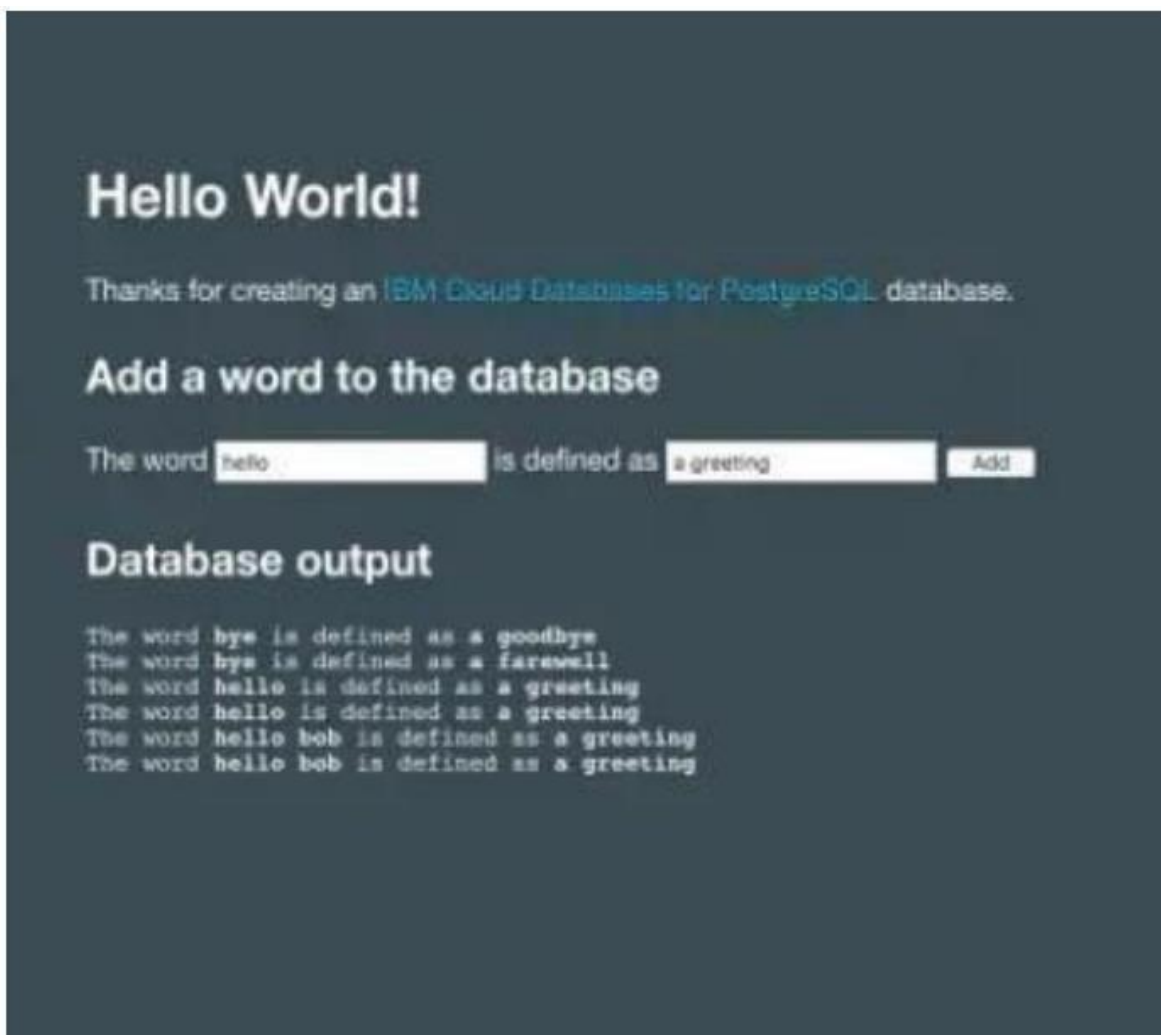 Hello World!
Thanks for creating an IBM Cloud Databases for PostgreSQL database.
Add a word to the database
The word hello is defined as a greeting Add
Database output
The word bye is defined as a goodbye
The word bye is defined as a farewell
The word hello is defined as a greeting
The word hello is defined as a greeting
The word hello bob is defined as a greeting
The word hello bob is defined as a greeting